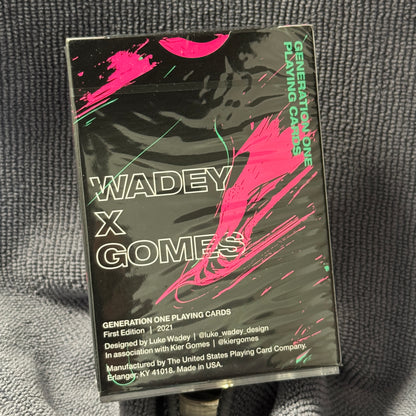 GENERATION ONE
PLAYING CARDS
WADEY
X
GOMES
GENERATION ONE PLAYING CARDS
First Edition | 2021
Designed by Luke Wadey | @luke_wadey_design
In association with Kier Gomes | @kiergomes
Manufactured by The United States Playing Card Company,
Erlanger, KY 41018. Made in USA.